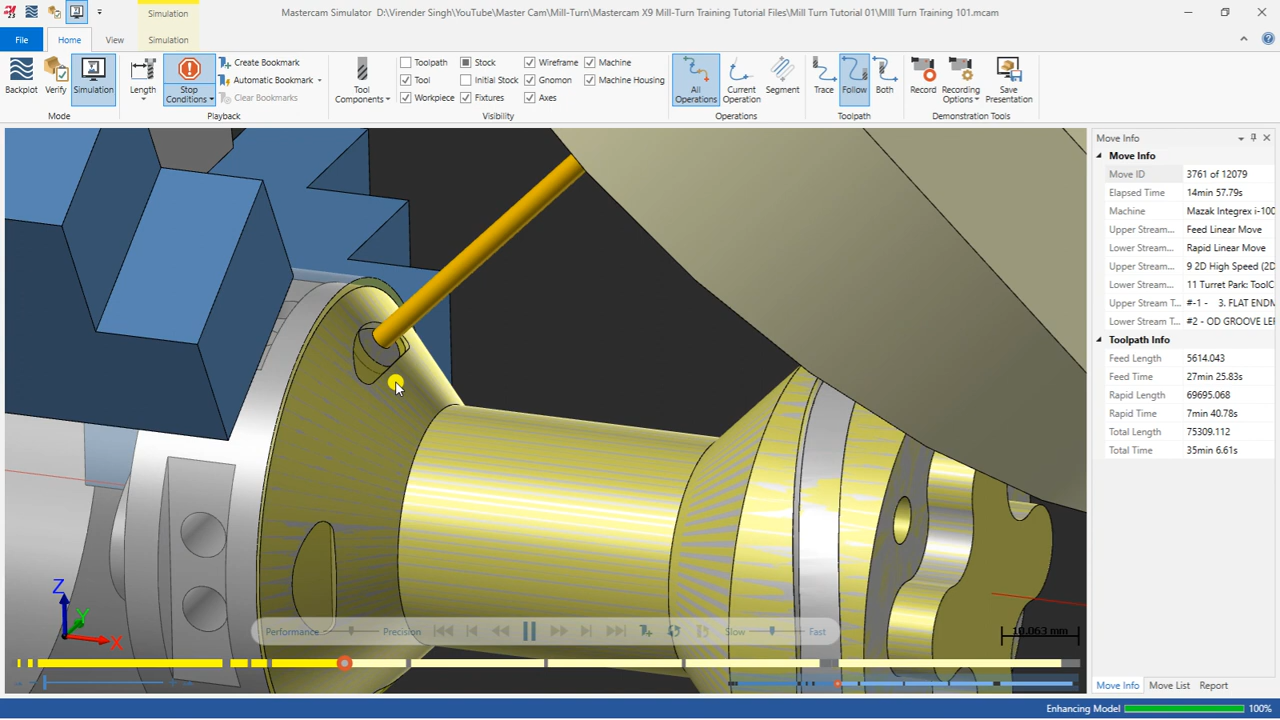 Mastercam Simulator D:\Virender Singh\YouTube\Master Cam\Mill-Turn\Mastercam X9 Mill-Turn Training Tutorial Files\Mill Turn Tutorial 01\MIll Turn Training 101.mcam
Simulation
File
Home
View
Simulation
Backplot
Verify
Simulation
Mode
Length
Stop Conditions
Create Bookmark
Automatic Bookmark
Clear Bookmarks
Playback
Tool Components
Toolpath
Stock
Wireframe
Machine
Tool
Initial Stock
Gnomon
Machine Housing
Workpiece
Fixtures
Axes
Visibility
All Operations
Current Operation
Segment
Operations
Trace
Follow
Both
Toolpath
Record
Recording Options
Save Presentation
Demonstration Tools
Move Info
Move Info
Move ID 3761 of 12079
Elapsed Time 14min 57.79s
Machine Mazak Integrex i-100
Upper Stream... Feed Linear Move
Lower Stream... Rapid Linear Move
Upper Stream... 9 2D High Speed (2D
Lower Stream... 11 Turret Park: ToolC
Upper Stream T... #-1 - 3. FLAT ENDM
Lower Stream T... #2 - OD GROOVE LEF
Toolpath Info
Feed Length 5614.043
Feed Time 27min 25.83s
Rapid Length 69695.068
Rapid Time 7min 40.78s
Total Length 75309.112
Total Time 35min 6.61s
Z
Y
X
Performance
Precision
Slow
Fast
10.063 mm
Move Info
Move List
Report
Enhancing Model
100%